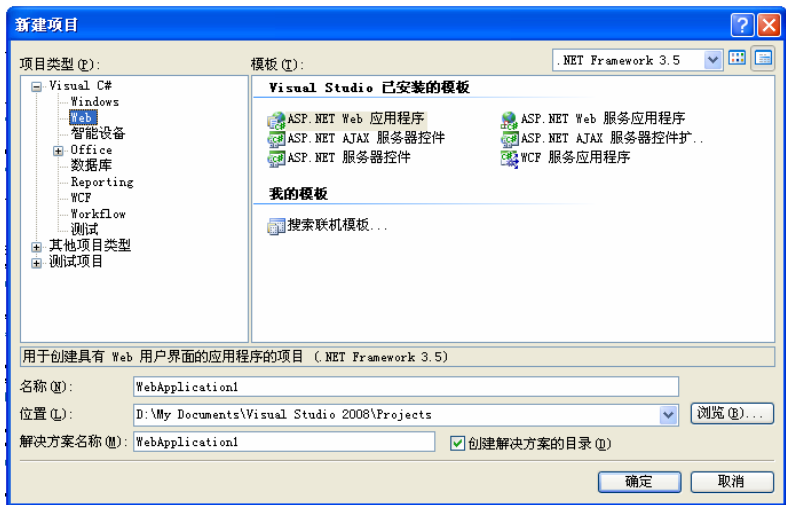 新建项目
项目类型(P):
模板(T):
.NET Framework 3.5
Visual C#
Windows
Web
智能设备
Office
数据库
Reporting
WCF
Workflow
测试
其他项目类型
测试项目
Visual Studio 已安装的模板
ASP.NET Web 应用程序
ASP.NET Web 服务应用程序
ASP.NET AJAX 服务器控件
ASP.NET AJAX 服务器控件扩..
ASP.NET 服务器控件
WCF 服务应用程序
我的模板
搜索联机模板...
用于创建具有 Web 用户界面的应用程序的项目 (.NET Framework 3.5)
名称(N):
WebApplication1
位置(L):
D:\My Documents\Visual Studio 2008\Projects
浏览(B)...
解决方案名称(M):
WebApplication1
创建解决方案的目录(D)
确定
取消